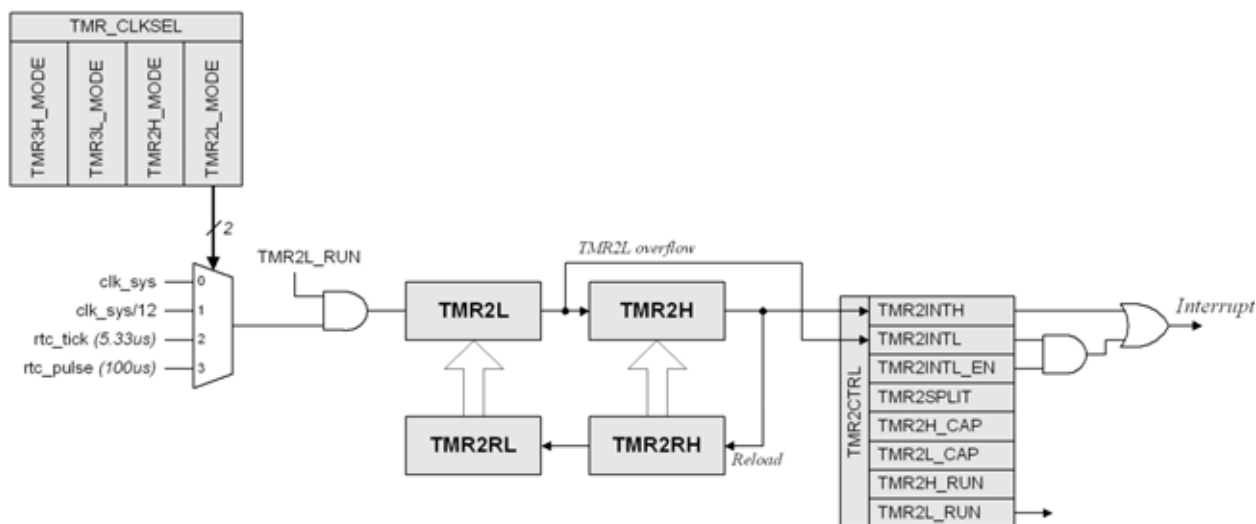 TMR_CLKSEL
TMR3H_MODE
TMR3L_MODE
TMR2H_MODE
TMR2L_MODE
2
TMR2L_RUN
clk_sys
0
clk_sys/12
1
rtc_tick (5.33us)
2
rtc_pulse (100us)
3
TMR2L overflow
TMR2L
TMR2H
TMR2RL
TMR2RH
Reload
TMR2CTRL
TMR2INTH
TMR2INTL
TMR2INTL_EN
TMR2SPLIT
TMR2H_CAP
TMR2L_CAP
TMR2H_RUN
TMR2L_RUN
Interrupt